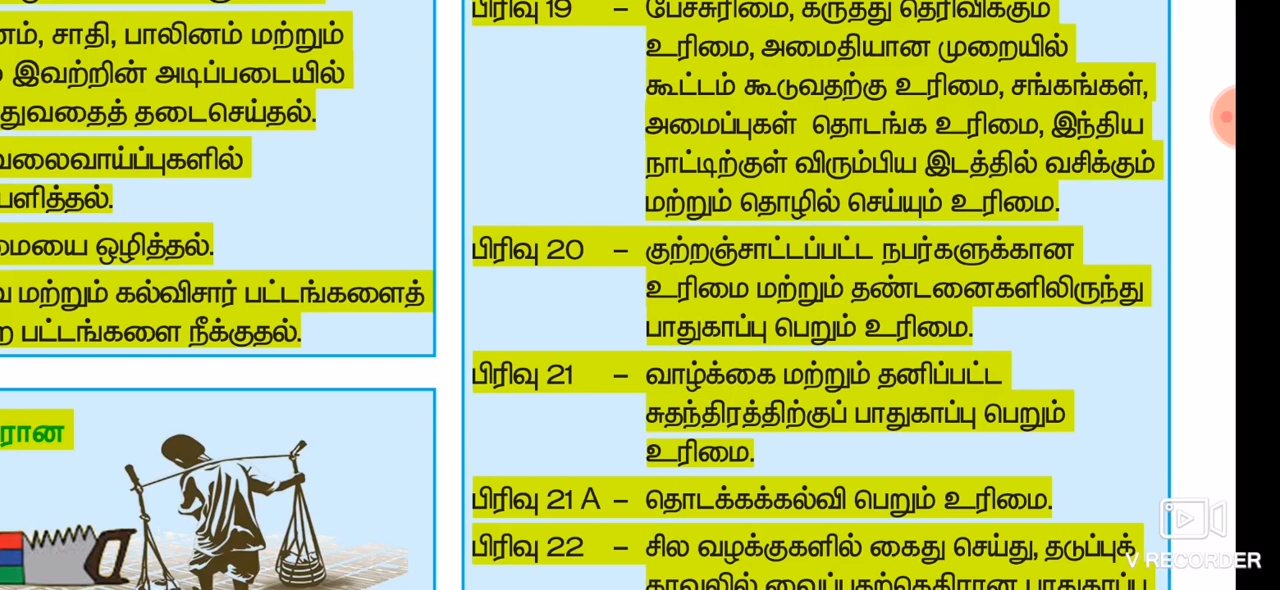 னம், சாதி, பாலினம் மற்றும்
இவற்றின் அடிப்படையில்
துவதைத் தடைசெய்தல்.
வேலைவாய்ப்புகளில்
பளித்தல்.
மையை ஒழித்தல்.
மற்றும் கல்விசார் பட்டங்களைத்
ற பட்டங்களை நீக்குதல்.
ரான
பிரிவு 19 – பேச்சுரிமை, கருத்து தெரிவிக்கும்
உரிமை, அமைதியான முறையில்
கூட்டம் கூடுவதற்கு உரிமை, சங்கங்கள்,
அமைப்புகள் தொடங்க உரிமை, இந்திய
நாட்டிற்குள் விரும்பிய இடத்தில் வசிக்கும்
மற்றும் தொழில் செய்யும் உரிமை.
பிரிவு 20 – குற்றஞ்சாட்டப்பட்ட நபர்களுக்கான
உரிமை மற்றும் தண்டனைகளிலிருந்து
பாதுகாப்பு பெறும் உரிமை.
பிரிவு 21 – வாழ்க்கை மற்றும் தனிப்பட்ட
சுதந்திரத்திற்குப் பாதுகாப்பு பெறும்
உரிமை.
பிரிவு 21 A – தொடக்கக்கல்வி பெறும் உரிமை.
பிரிவு 22 – சில வழக்குகளில் கைது செய்து, தடுப்புக்
காவலில் வைப்பதற்கெதிரான பாதுகாப்பு
V RECORDER